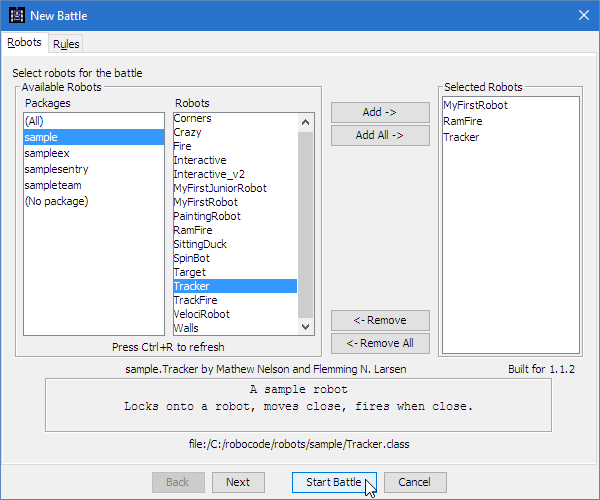 New Battle
Robots Rules
Select robots for the battle
Available Robots
Packages
(All)
sample
sampleex
samplesentry
sampleteam
(No package)
Robots
Corners
Crazy
Fire
Interactive
Interactive_v2
MyFirstJuniorRobot
MyFirstRobot
PaintingRobot
RamFire
SittingDuck
SpinBot
Target
Tracker
TrackFire
VelociRobot
Walls
Press Ctrl+R to refresh
Add ->
Add All ->
<- Remove
<- Remove All
Selected Robots
MyFirstRobot
RamFire
Tracker
sample.Tracker by Mathew Nelson and Flemming N. Larsen
Built for 1.1.2
A sample robot
Locks onto a robot, moves close, fires when close.
file:/C:/robocode/robots/sample/Tracker.class
Back Next Start Battle Cancel